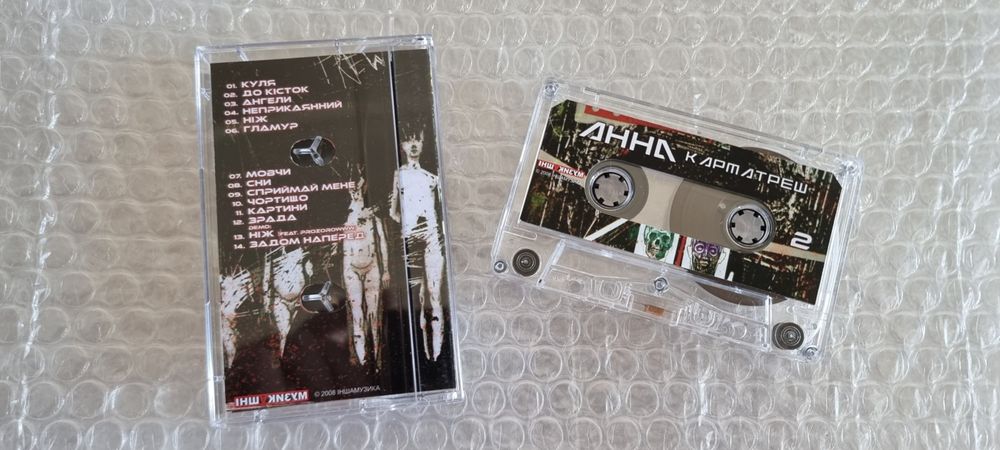 01. КУЛЯ
02. ДО КІСТОК
03. АНГЕЛИ
04. НЕПРИКАЯННИЙ
05. НІЖ
06. ГЛАМУР
07. МОВЧИ
08. СНИ
09. СПРИЙМАЙ МЕНЕ
10. ЧОРТИЩО
11. КАРТИНИ
12. ЗРАДА
DEMO:
13. НІЖ (FEAT. PROZOROWWW)
14. ЗАДОМ НАПЕРЕД
© 2008 ІНШАМУЗИКА
АННА КАРМАТРЕШ
2